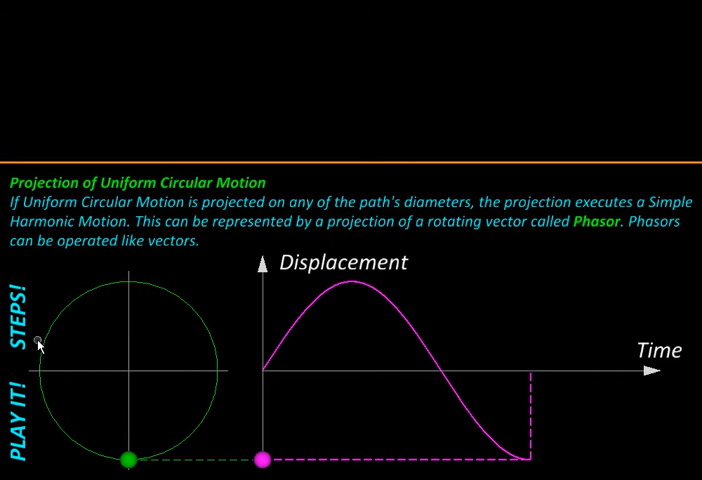 Projection of Uniform Circular Motion
If Uniform Circular Motion is projected on any of the path's diameters, the projection executes a Simple
Harmonic Motion. This can be represented by a projection of a rotating vector called Phasor. Phasors
can be operated like vectors.
Displacement
STEPS!
Time
PLAY IT!